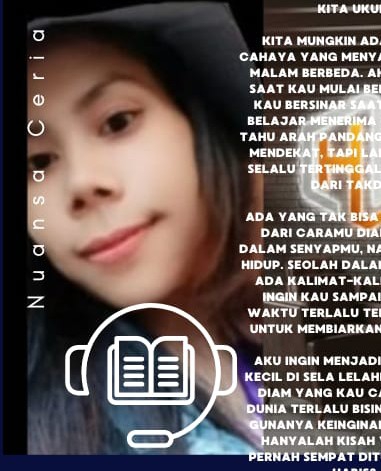 Nuansa Ceria
KITA UKU
KITA MUNGKIN ADA
CAHAYA YANG MENYA
MALAM BERBEDA. AK
SAAT KAU MULAI BE
KAU BERSINAR SAAT
BELAJAR MENERIMA
TAHU ARAH PANDANG
MENDEKAT, TAPI LA
SELALU TERTINGGAL
DARI TAKD
ADA YANG TAK BISA
DARI CARAMU DIA
DALAM SENYAPMU, NA
HIDUP. SEOLAH DALA
ADA KALIMAT-KALI
INGIN KAU SAMPAI
WAKTU TERLALU TE
UNTUK MEMBIARKAN
AKU INGIN MENJADI
KECIL DI SELA LELAH
DIAM YANG KAU CA
DUNIA TERLALU BISIN
GUNANYA KEINGINA
HANYALAH KISAH
PERNAH SEMPAT DIT